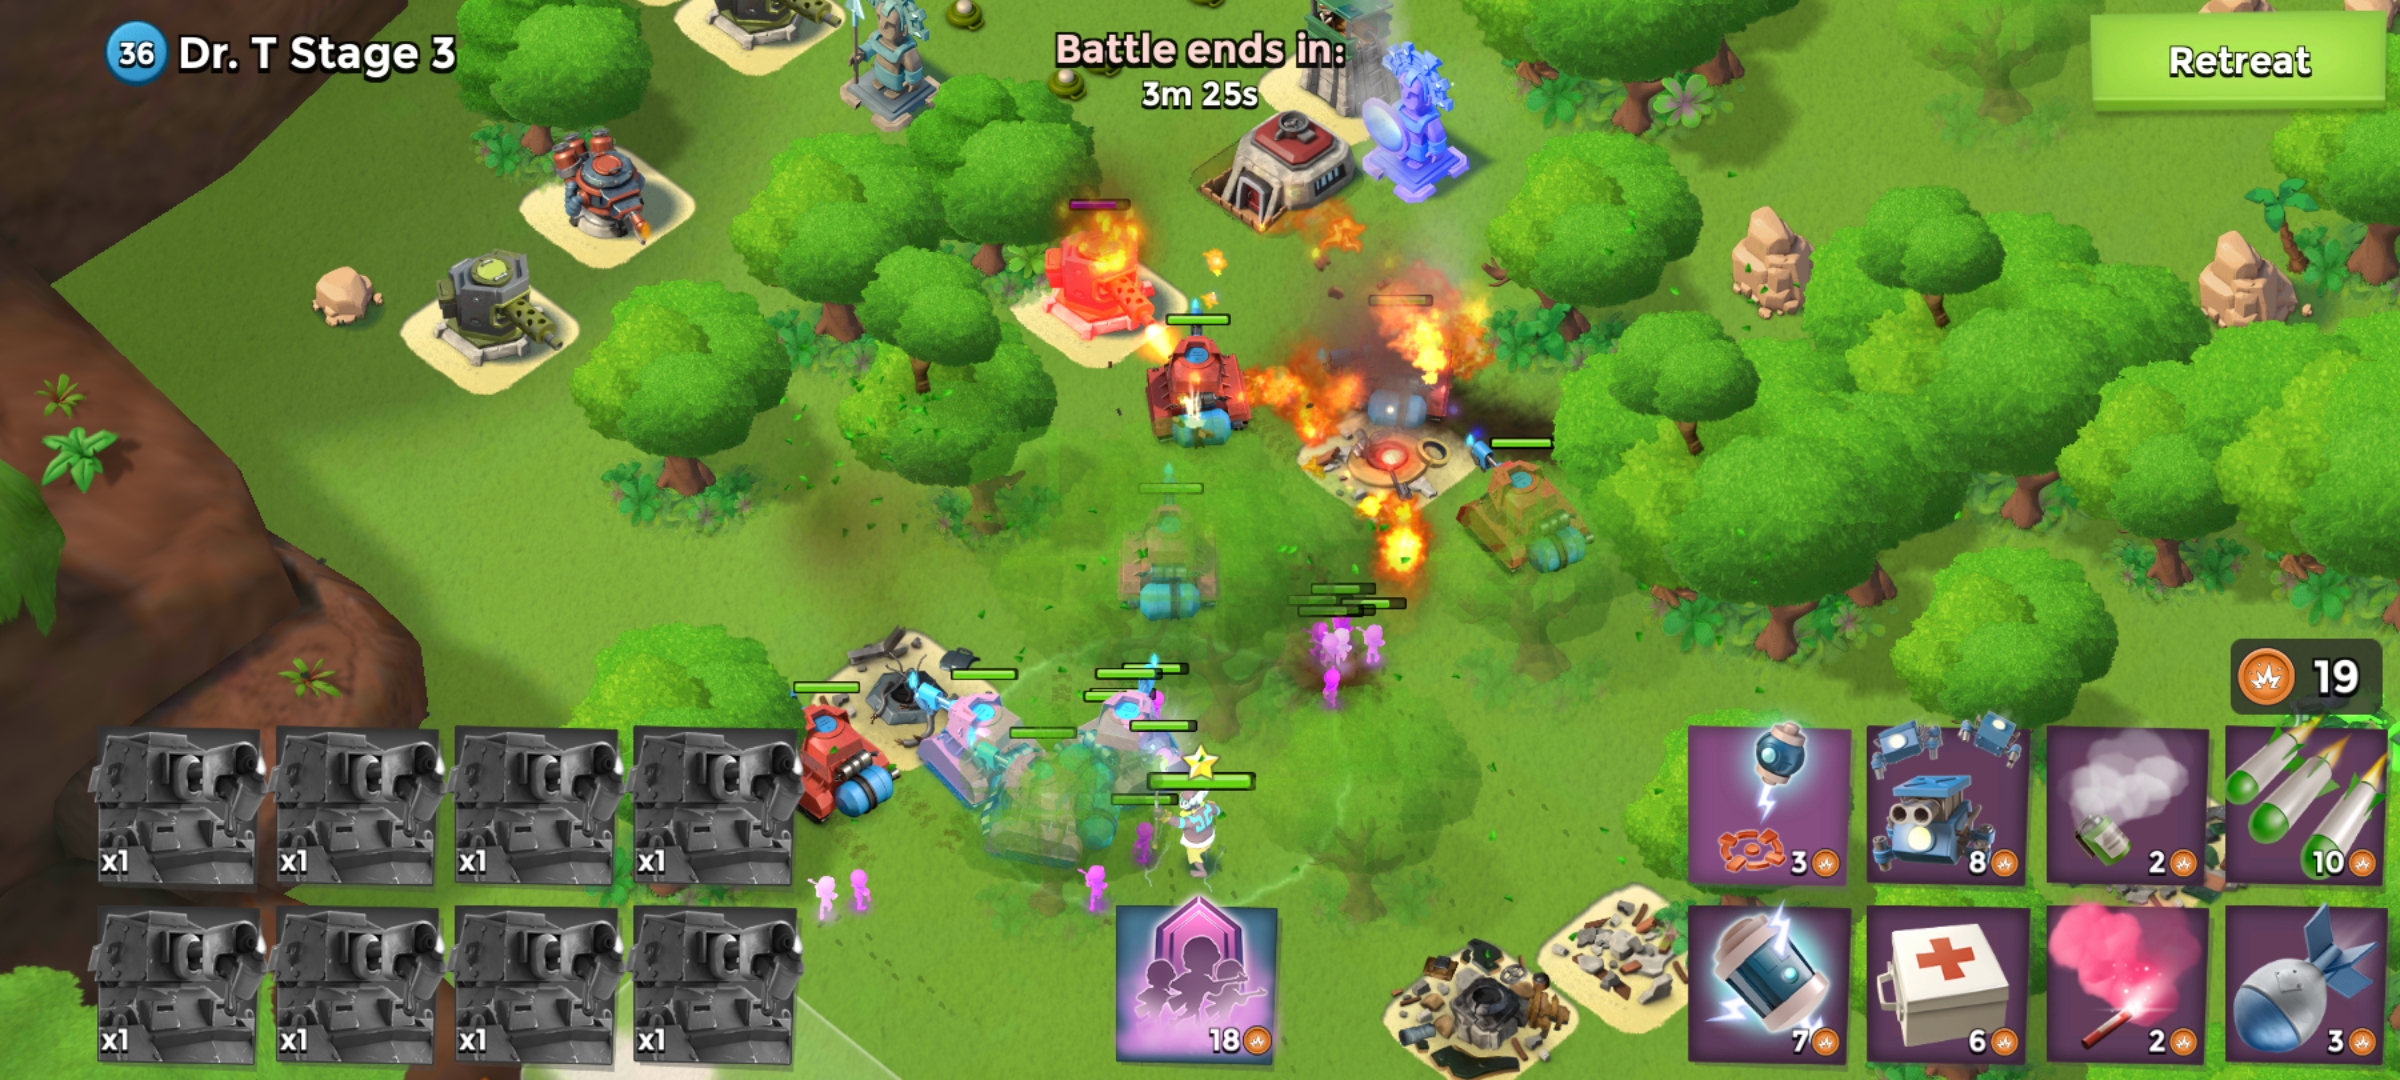 36 Dr. T Stage 3
Battle ends in:
3m 25s
Retreat
19
x1 x1 x1 x1
3 8 2 10
x1 x1 x1 x1
18
7 6 2 3